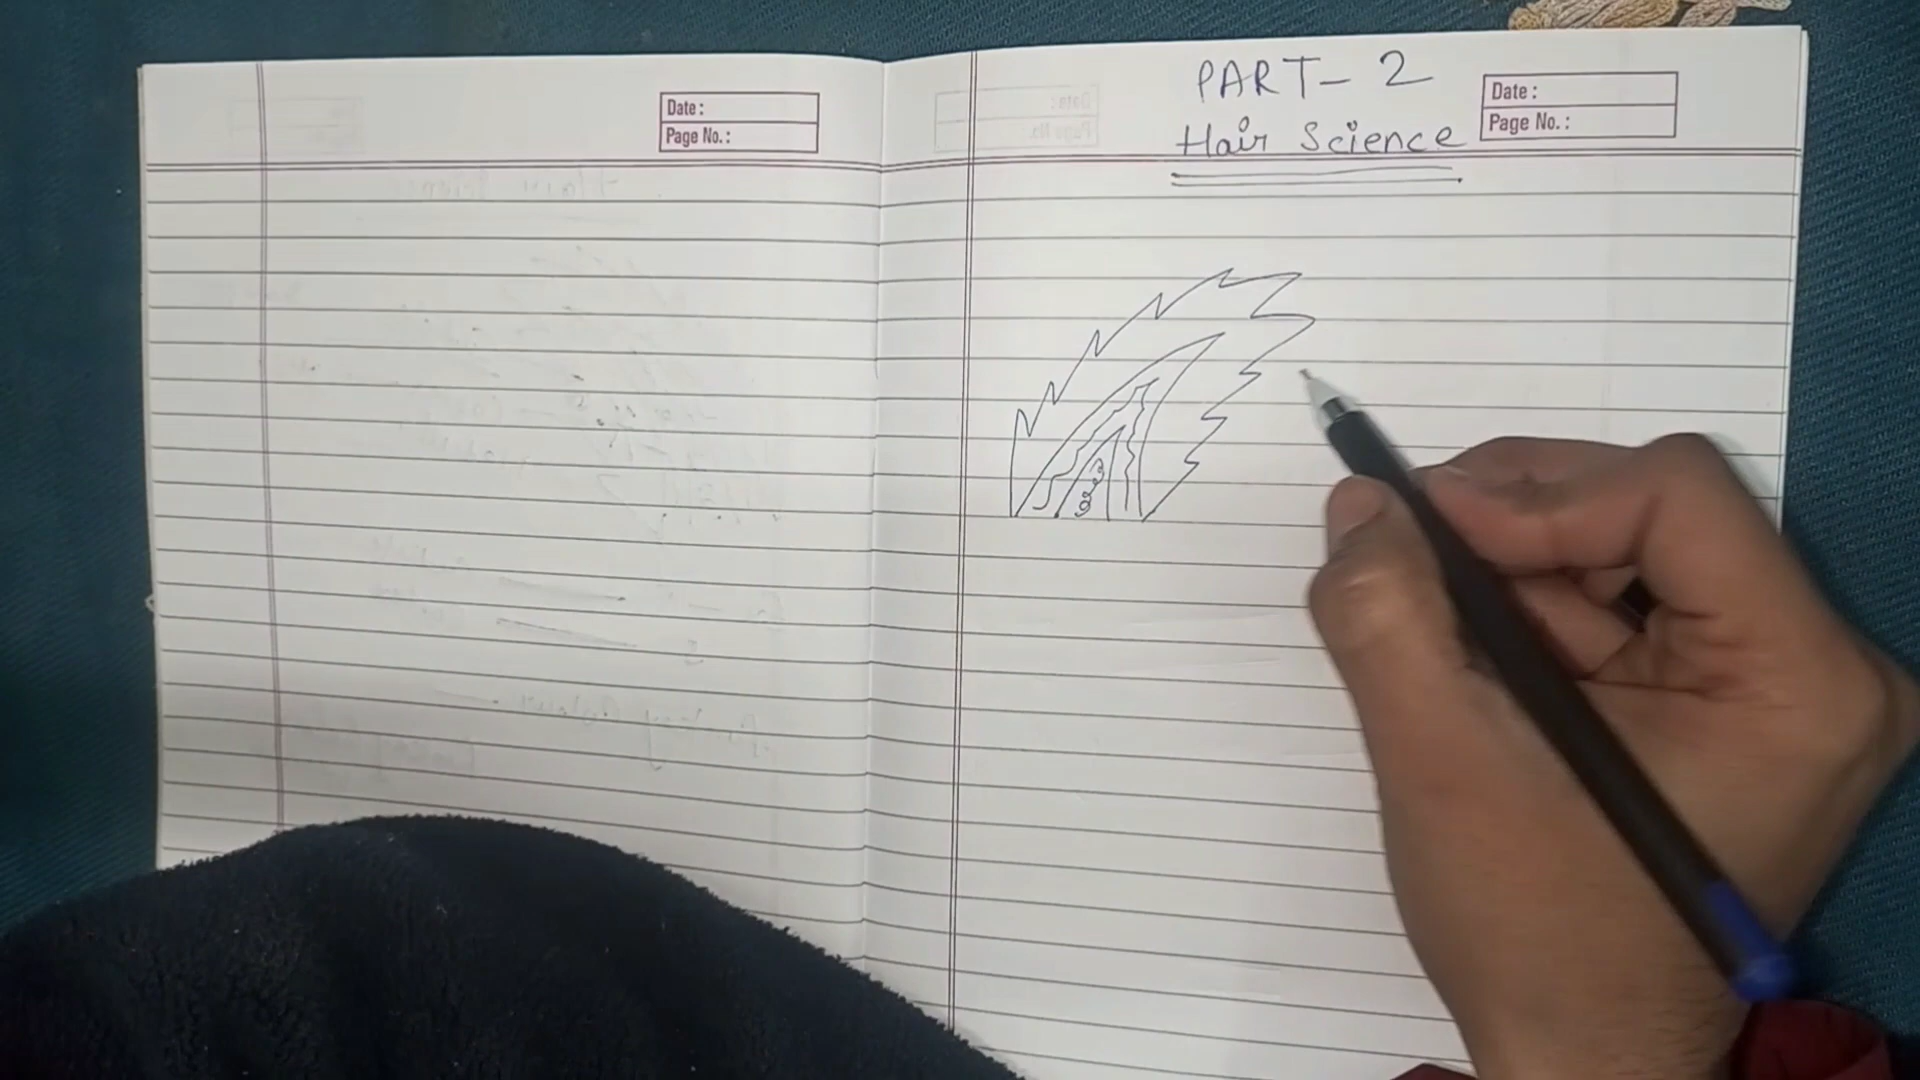 Date :
Page No. :
PART- 2
Hair Science
Date :
Page No. :